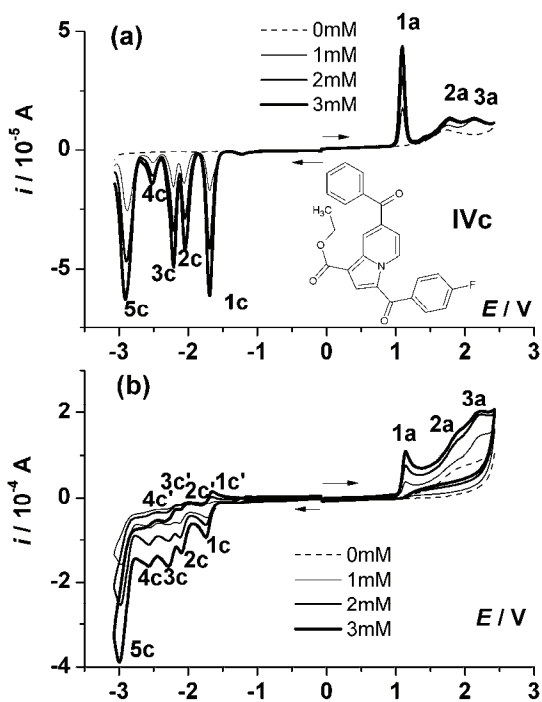 (a)
0mM
1mM
2mM
3mM
1a
2a
3a
5
0
-5
i / 10⁻⁵ A
4c
3c
2c
5c
1c
H₃C
O
O
O
N
O
F
IVc
E / V
-3 -2 -1 0 1 2 3
(b)
2
0
-2
-4
i / 10⁻⁴ A
1a
2a
3a
4c'
3c'
2c'
1c'
4c
3c
2c
1c
5c
0mM
1mM
2mM
3mM
E / V
-3 -2 -1 0 1 2 3